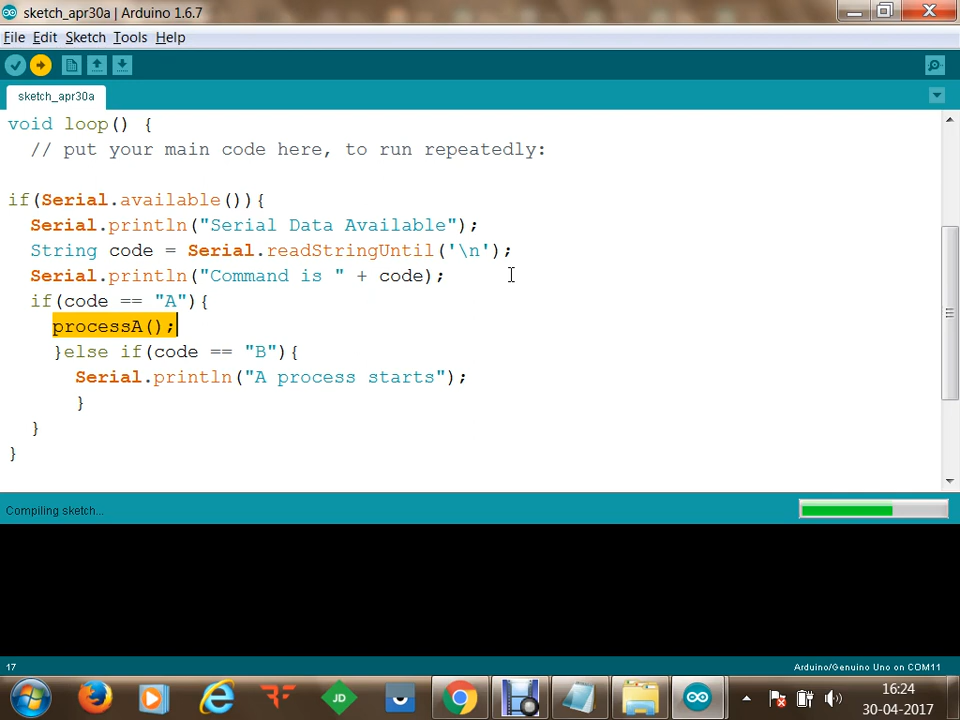 sketch_apr30a | Arduino 1.6.7
File Edit Sketch Tools Help
sketch_apr30a
void loop() {
// put your main code here, to run repeatedly:
if(Serial.available()){
Serial.println("Serial Data Available");
String code = Serial.readStringUntil('\n');
Serial.println("Command is " + code);
if(code == "A"){
processA();
}else if(code == "B"){
Serial.println("A process starts");
}
}
}
Compiling sketch...
17
Arduino/Genuino Uno on COM11
JD
16:24
30-04-2017